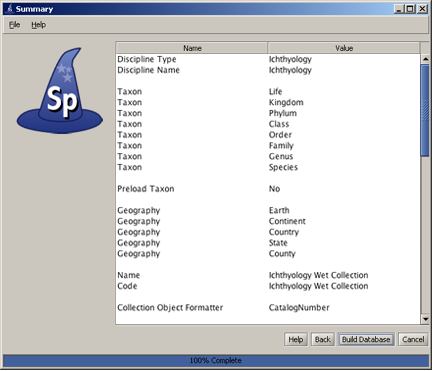 Summary
File Help
Sp
Name Value
Discipline Type Ichthyology
Discipline Name Ichthyology
Taxon Life
Taxon Kingdom
Taxon Phylum
Taxon Class
Taxon Order
Taxon Family
Taxon Genus
Taxon Species
Preload Taxon No
Geography Earth
Geography Continent
Geography Country
Geography State
Geography County
Name Ichthyology Wet Collection
Code Ichthyology Wet Collection
Collection Object Formatter CatalogNumber
Help Back Build Database Cancel
100% Complete